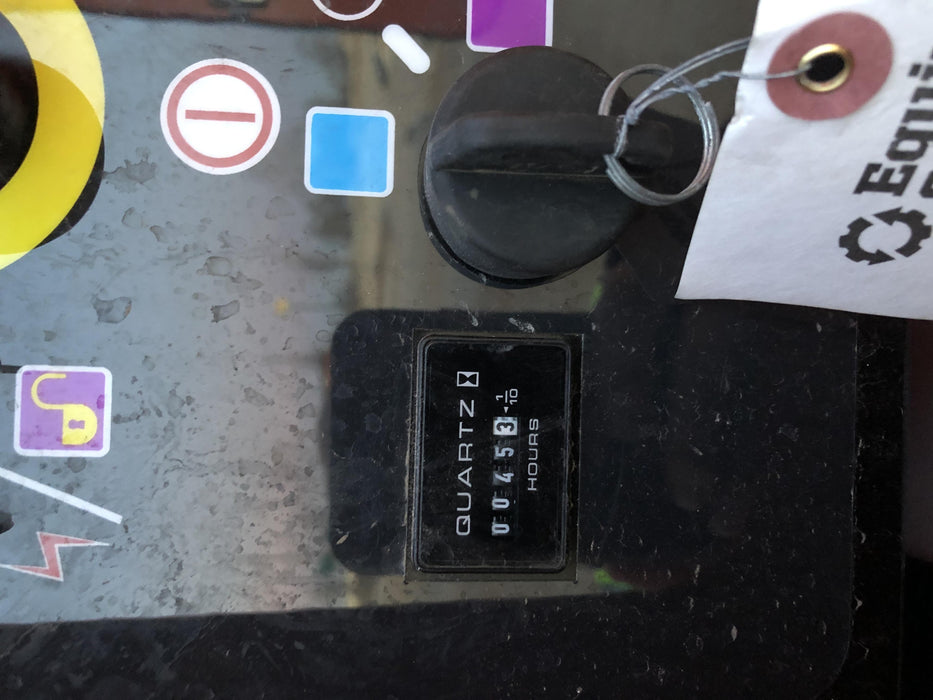 QUARTZ
00453 1/10
HOURS
Equi